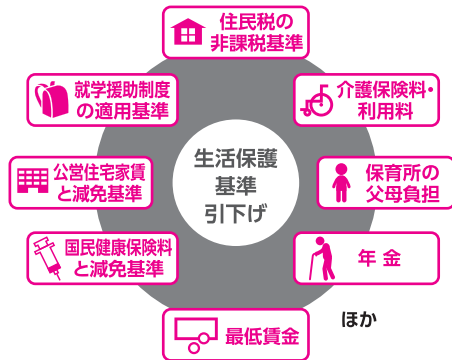 住民税の
非課税基準
就学援助制度
の適用基準
介護保険料・
利用料
公営住宅家賃
と減免基準
生活保護
基準
引下げ
保育所の
父母負担
国民健康保険料
と減免基準
年金
最低賃金
ほか